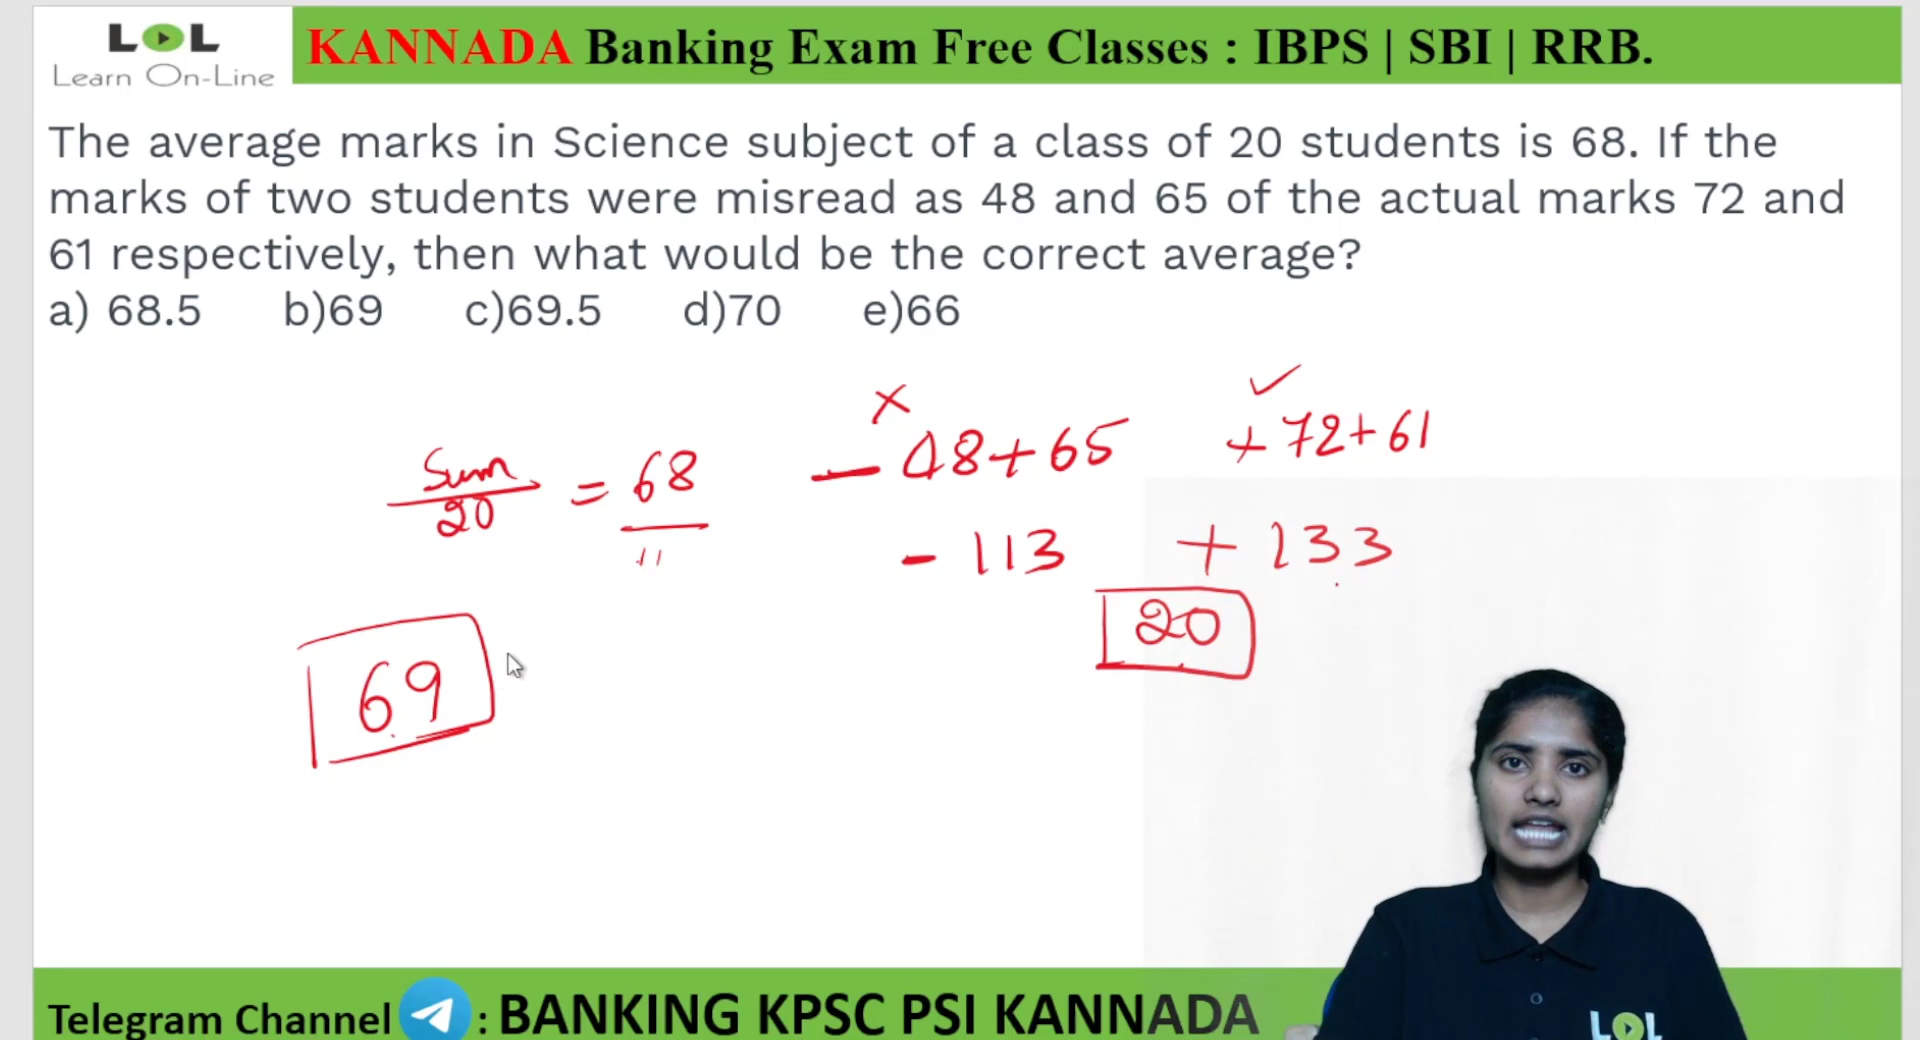 LOL
Learn On-Line
KANNADA Banking Exam Free Classes : IBPS | SBI | RRB.
The average marks in Science subject of a class of 20 students is 68. If the
marks of two students were misread as 48 and 65 of the actual marks 72 and
61 respectively, then what would be the correct average?
a) 68.5 b)69 c)69.5 d)70 e)66
× ✓
Sum/20 = 68 - 48+65 +72+61
- 113 + 133
20
69
LOL
Telegram Channel : BANKING KPSC PSI KANNADA